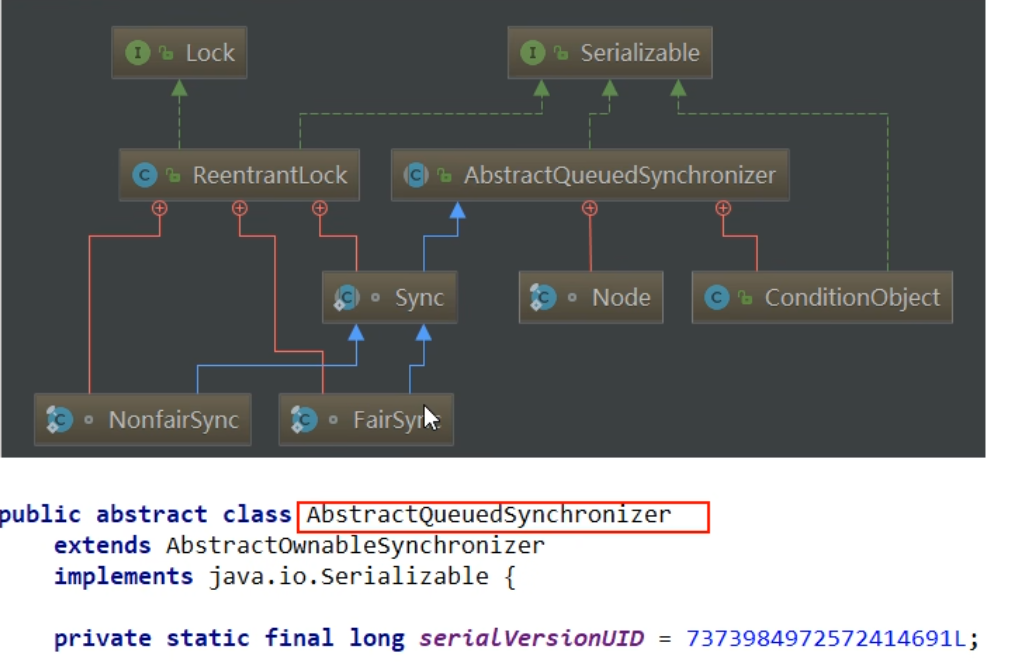 Lock Serializable
ReentrantLock AbstractQueuedSynchronizer
Sync Node ConditionObject
NonfairSync FairSync
public abstract class AbstractQueuedSynchronizer
extends AbstractOwnableSynchronizer
implements java.io.Serializable {
private static final long serialVersionUID = 7373984972572414691L;